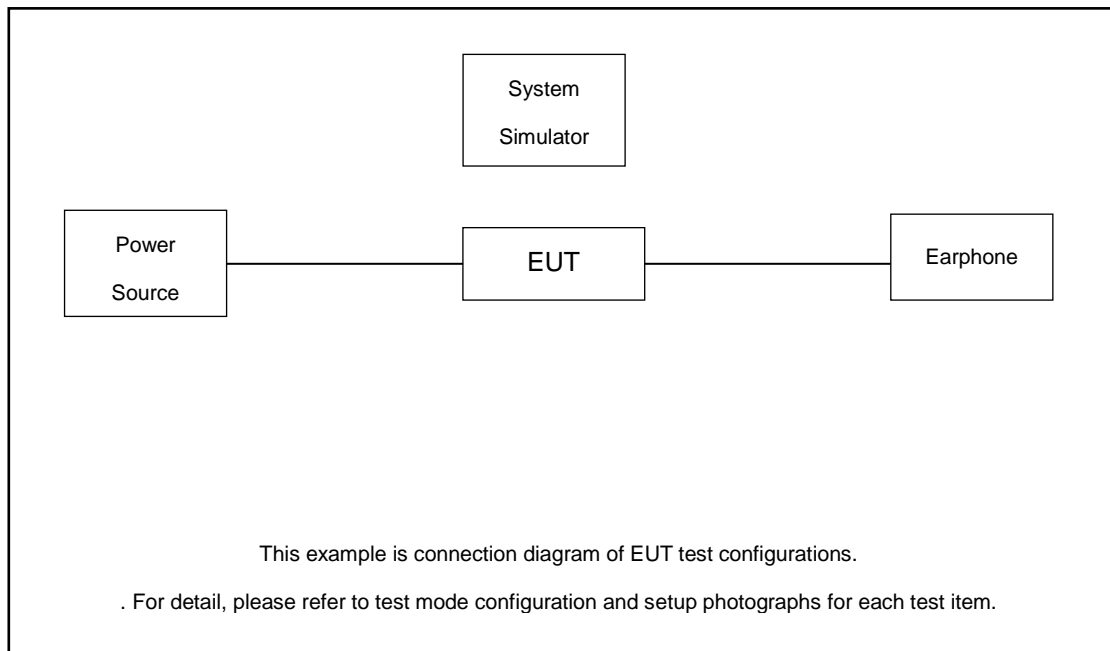 System
Simulator
Power
Source
EUT
Earphone
This example is connection diagram of EUT test configurations.
. For detail, please refer to test mode configuration and setup photographs for each test item.